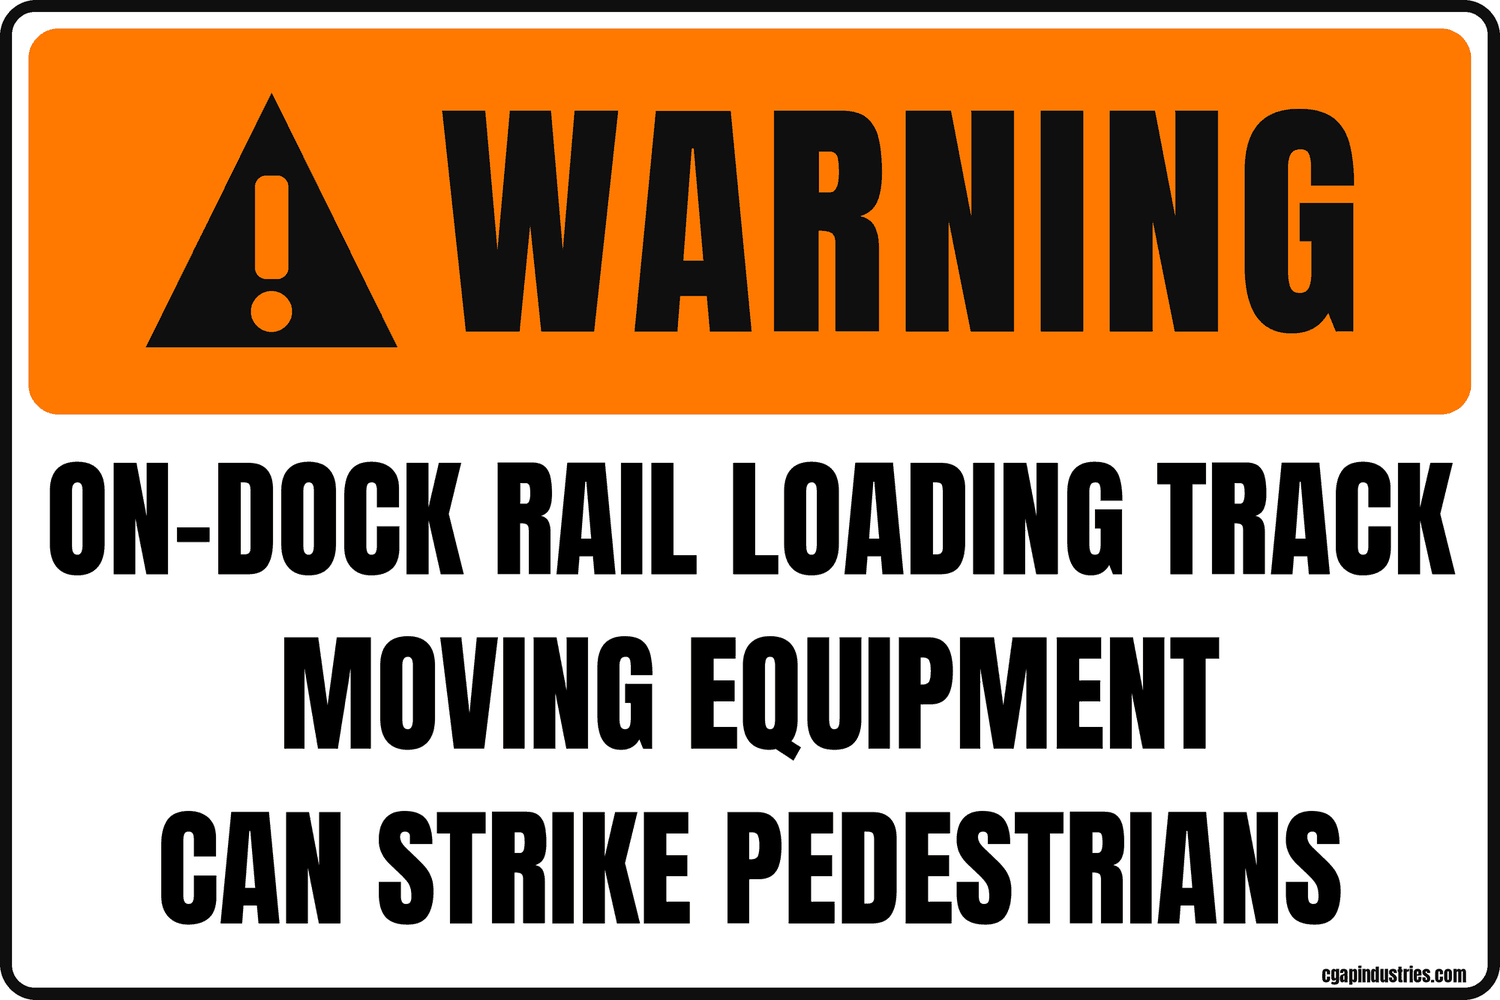 WARNING
ON-DOCK RAIL LOADING TRACK
MOVING EQUIPMENT
CAN STRIKE PEDESTRIANS
cgapindustries.com